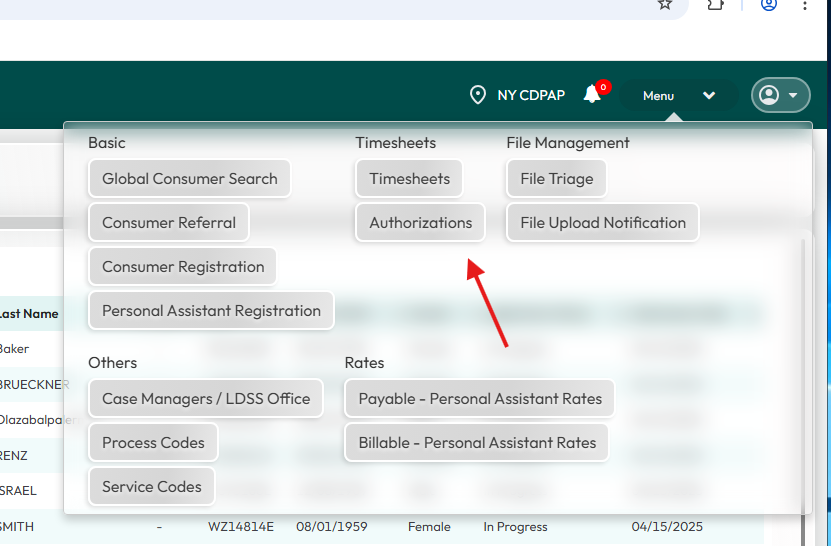 NY CDPAP
0
Menu
Basic
Timesheets
File Management
Global Consumer Search
Timesheets
File Triage
Consumer Referral
Authorizations
File Upload Notification
Consumer Registration
Personal Assistant Registration
Last Name
Baker
BRUECKNER
Others
Rates
Case Managers / LDSS Office
Payable - Personal Assistant Rates
Olazabalpaler
Process Codes
Billable - Personal Assistant Rates
RENZ
Service Codes
ISRAEL
SMITH - WZ14814E 08/01/1959 Female In Progress 04/15/2025